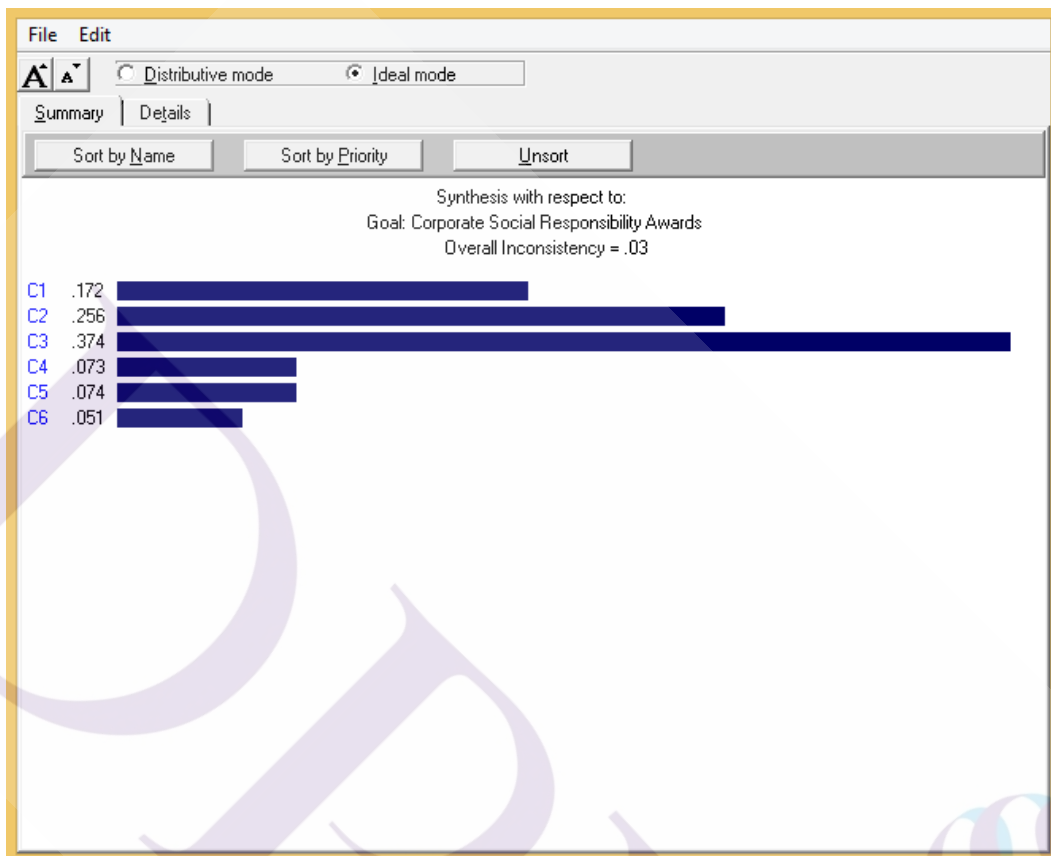 File Edit
A A Distributive mode Ideal mode
Summary Details
Sort by Name Sort by Priority Unsort
Synthesis with respect to:
Goal: Corporate Social Responsibility Awards
Overall Inconsistency = .03
C1 .172
C2 .256
C3 .374
C4 .073
C5 .074
C6 .051